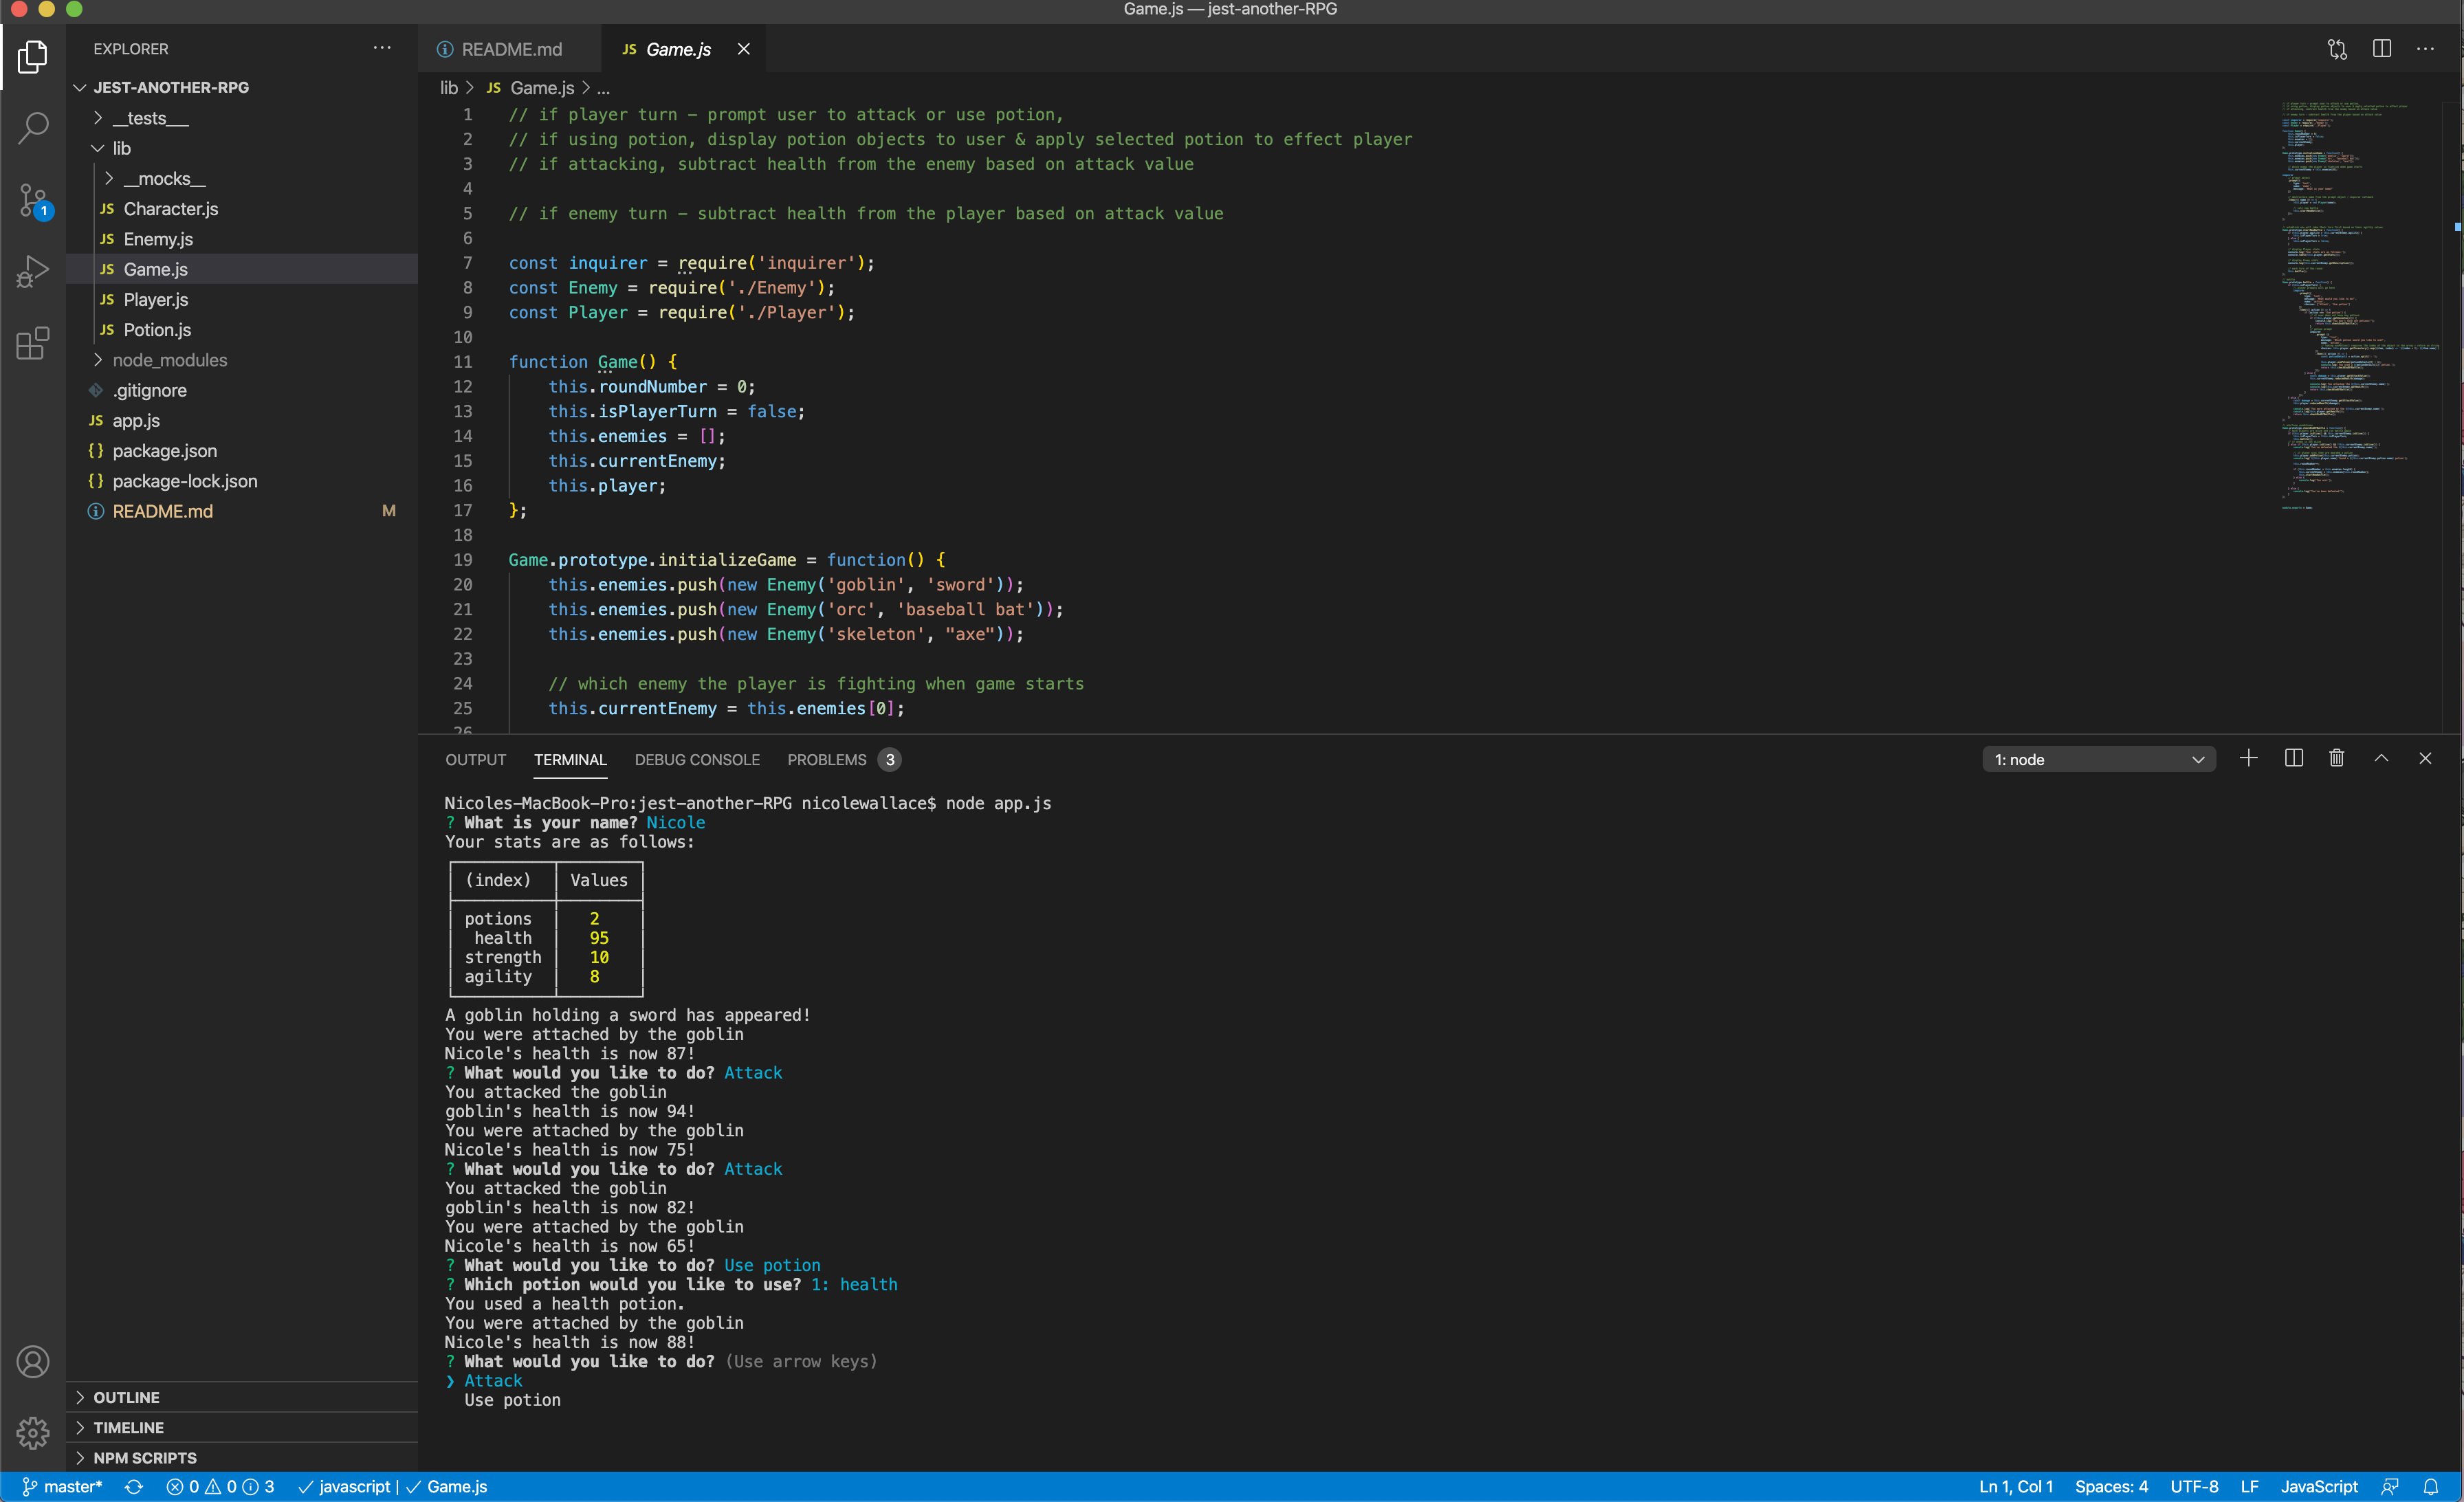 Game.js — jest-another-RPG
EXPLORER
JEST-ANOTHER-RPG
__tests__
lib
__mocks__
JS Character.js
JS Enemy.js
JS Game.js
JS Player.js
JS Potion.js
node_modules
.gitignore
JS app.js
{} package.json
{} package-lock.json
README.md M
OUTLINE
TIMELINE
NPM SCRIPTS
1
README.md
JS Game.js
lib > JS Game.js > ...
1 // if player turn – prompt user to attack or use potion,
2 // if using potion, display potion objects to user & apply selected potion to effect player
3 // if attacking, subtract health from the enemy based on attack value
4
5 // if enemy turn – subtract health from the player based on attack value
6
7 const inquirer = require('inquirer');
8 const Enemy = require('./Enemy');
9 const Player = require('./Player');
10
11 function Game() {
12 this.roundNumber = 0;
13 this.isPlayerTurn = false;
14 this.enemies = [];
15 this.currentEnemy;
16 this.player;
17 };
18
19 Game.prototype.initializeGame = function() {
20 this.enemies.push(new Enemy('goblin', 'sword'));
21 this.enemies.push(new Enemy('orc', 'baseball bat'));
22 this.enemies.push(new Enemy('skeleton', "axe"));
23
24 // which enemy the player is fighting when game starts
25 this.currentEnemy = this.enemies[0];
26
OUTPUT TERMINAL DEBUG CONSOLE PROBLEMS 3
1: node
Nicoles-MacBook-Pro:jest-another-RPG nicolewallace$ node app.js
? What is your name? Nicole
Your stats are as follows:
(index) Values
potions 2
health 95
strength 10
agility 8
A goblin holding a sword has appeared!
You were attached by the goblin
Nicole's health is now 87!
? What would you like to do? Attack
You attacked the goblin
goblin's health is now 94!
You were attached by the goblin
Nicole's health is now 75!
? What would you like to do? Attack
You attacked the goblin
goblin's health is now 82!
You were attached by the goblin
Nicole's health is now 65!
? What would you like to do? Use potion
? Which potion would you like to use? 1: health
You used a health potion.
You were attached by the goblin
Nicole's health is now 88!
? What would you like to do? (Use arrow keys)
❯ Attack
Use potion
master* 0 0 3 javascript | Game.js
Ln 1, Col 1 Spaces: 4 UTF-8 LF JavaScript